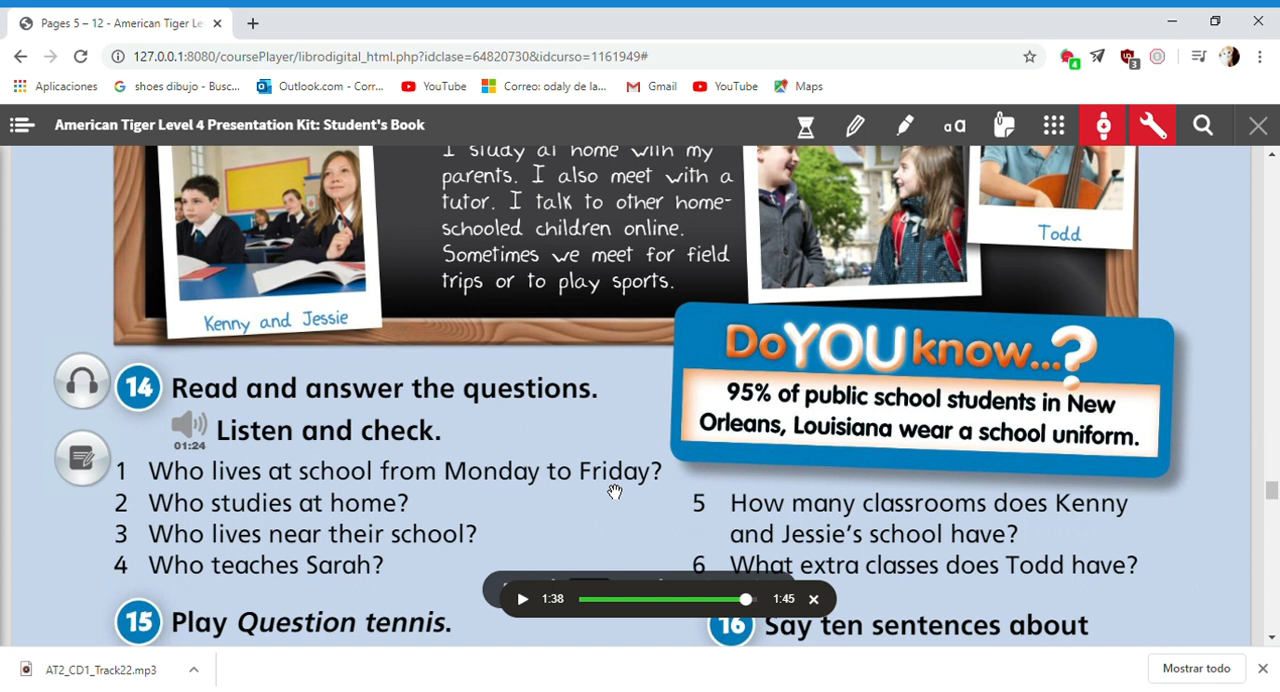 Pages 5 – 12 - American Tiger Le
127.0.0.1:8080/coursePlayer/librodigital_html.php?idclase=64820730&idcurso=1161949#
4
3
Aplicaciones
shoes dibujo - Busc...
Outlook.com - Corr...
YouTube
Correo: odaly de la...
Gmail
YouTube
Maps
American Tiger Level 4 Presentation Kit: Student's Book
aa
I study at home with my
parents. I also meet with a
tutor. I talk to other home-
schooled children online.
Sometimes we meet for field
trips or to play sports.
Kenny and Jessie
Todd
Do YOU know...?
95% of public school students in New
Orleans, Louisiana wear a school uniform.
14 Read and answer the questions.
01:24
Listen and check.
1 Who lives at school from Monday to Friday?
2 Who studies at home?
3 Who lives near their school?
4 Who teaches Sarah?
5 How many classrooms does Kenny
and Jessie's school have?
6 What extra classes does Todd have?
1:38
1:45
15 Play Question tennis.
16 Say ten sentences about
AT2_CD1_Track22.mp3
Mostrar todo